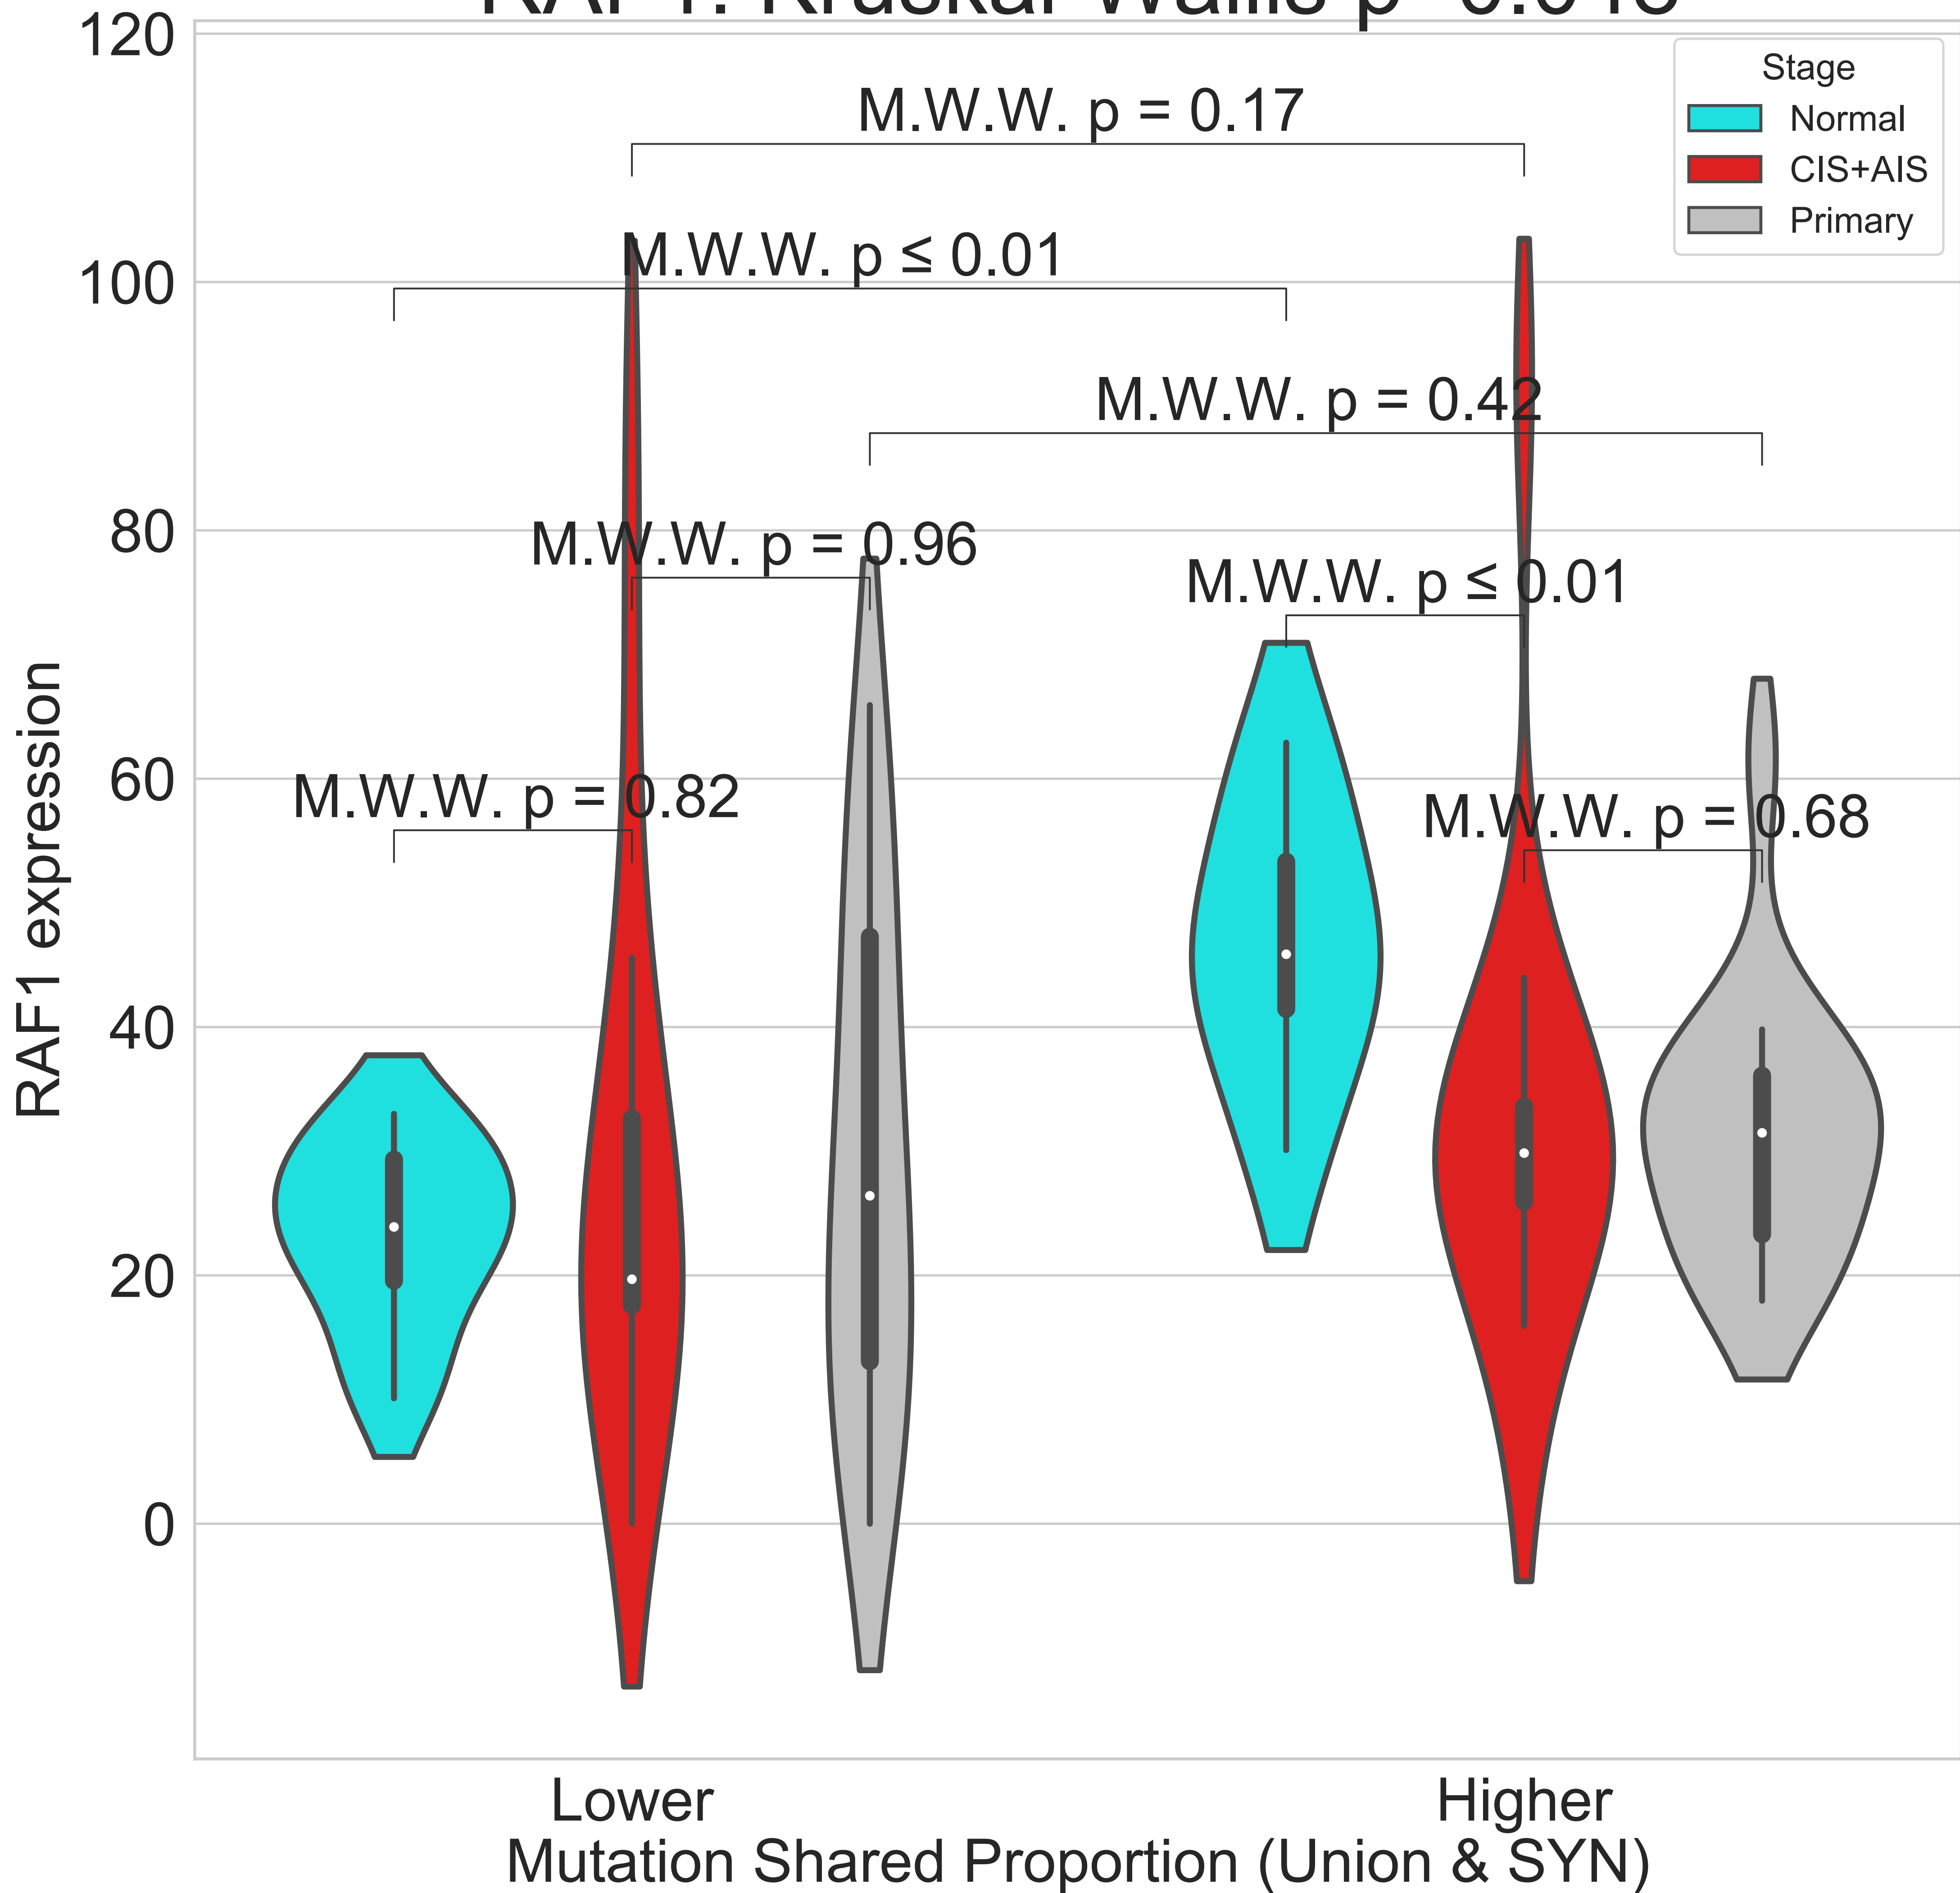 120
Stage
Normal
CIS+AIS
Primary
M.W.W. p = 0.17
M.W.W. p ≤ 0.01
100
M.W.W. p = 0.42
80
M.W.W. p = 0.96
M.W.W. p ≤ 0.01
60
M.W.W. p = 0.82
M.W.W. p = 0.68
RAF1 expression
40
20
0
Lower
Higher
Mutation Shared Proportion (Union & SYN)